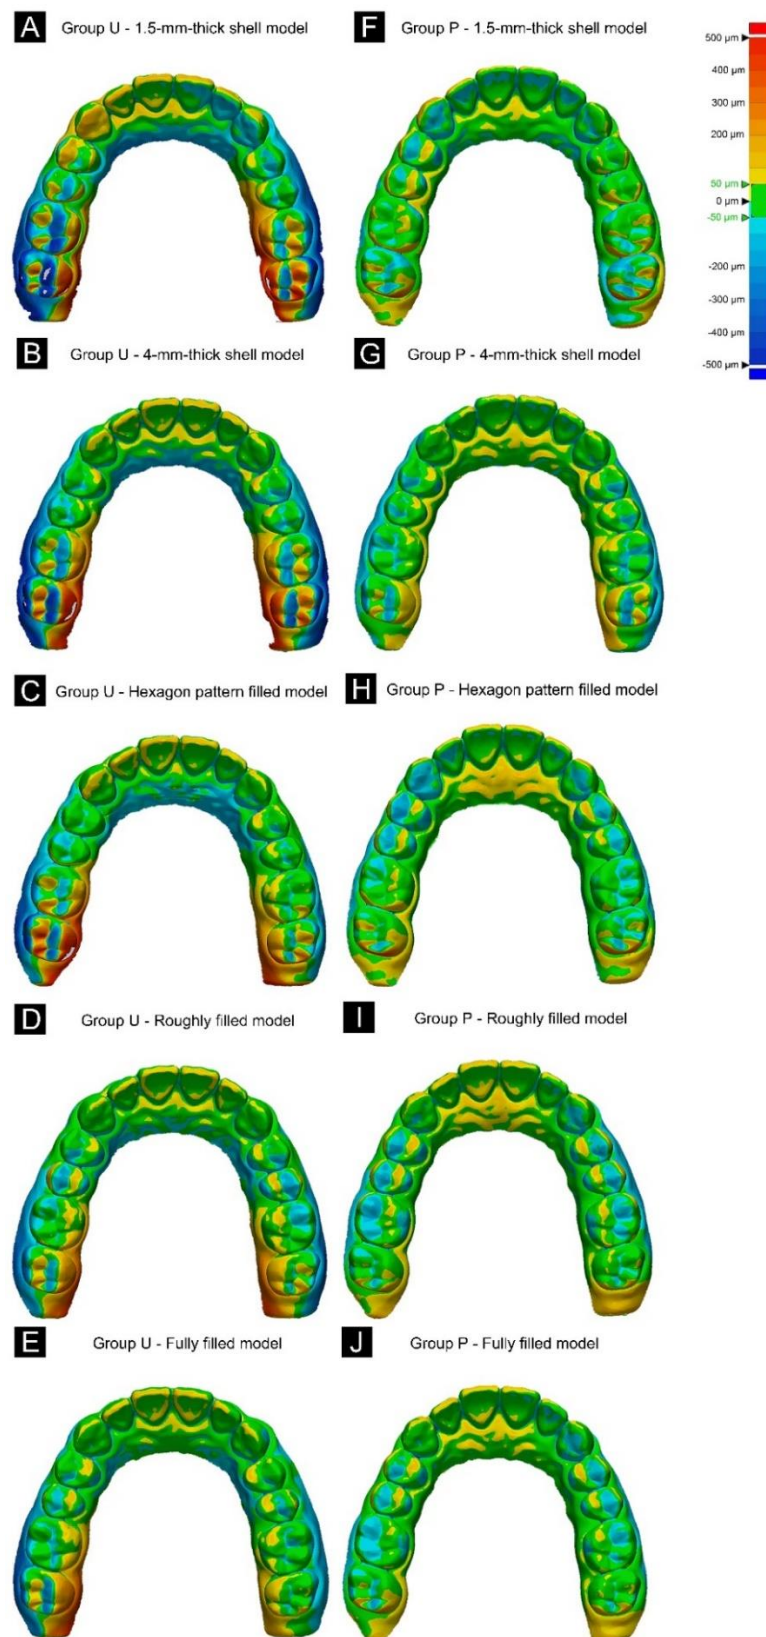 A Group U - 1.5-mm-thick shell model
F Group P - 1.5-mm-thick shell model
500 µm
400 µm
300 µm
200 µm
50 µm
0 µm
-50 µm
-200 µm
-300 µm
-400 µm
-500 µm
B Group U - 4-mm-thick shell model
G Group P - 4-mm-thick shell model
C Group U - Hexagon pattern filled model
H Group P - Hexagon pattern filled model
D Group U - Roughly filled model
I Group P - Roughly filled model
E Group U - Fully filled model
J Group P - Fully filled model